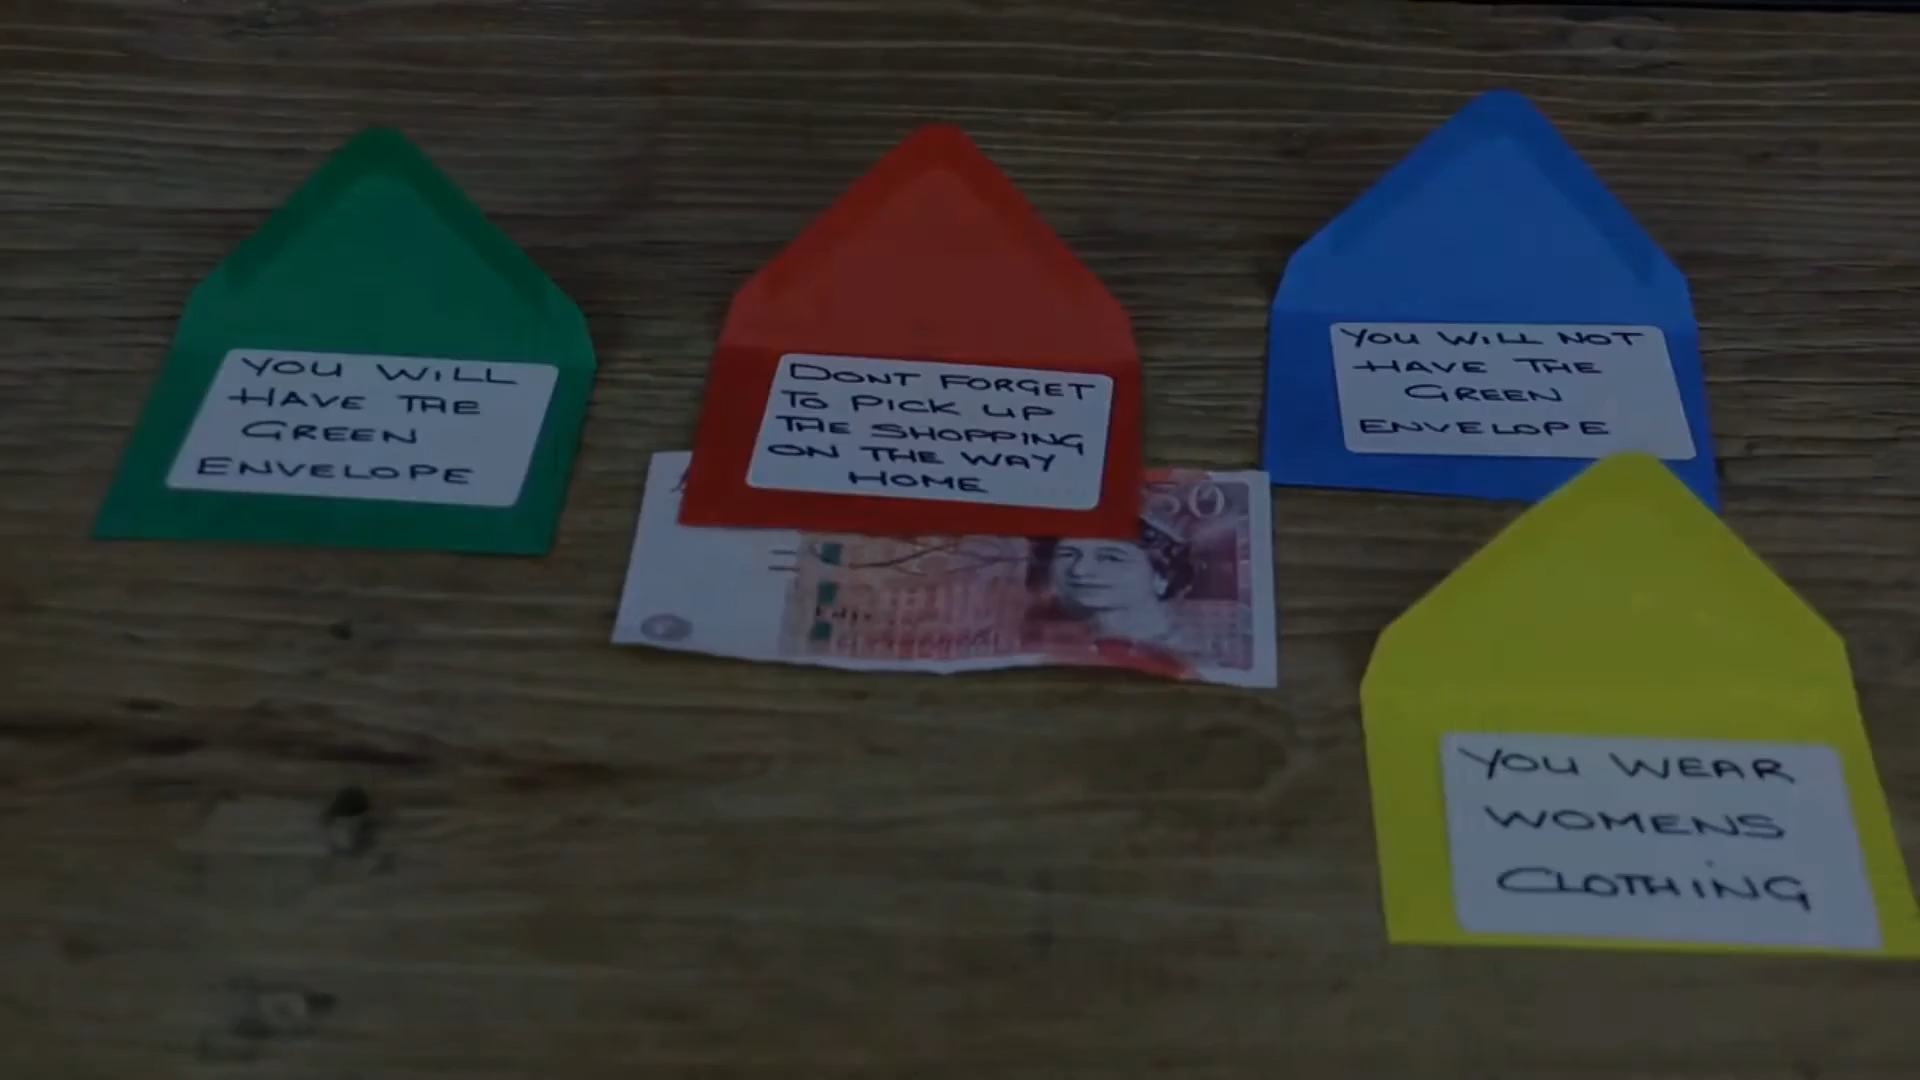 YOU WILL
HAVE THE
GREEN
ENVELOPE
DONT FORGET
TO PICK UP
THE SHOPPING
ON THE WAY
HOME
YOU WILL NOT
HAVE THE
GREEN
ENVELOPE
50
YOU WEAR
WOMENS
CLOTHING